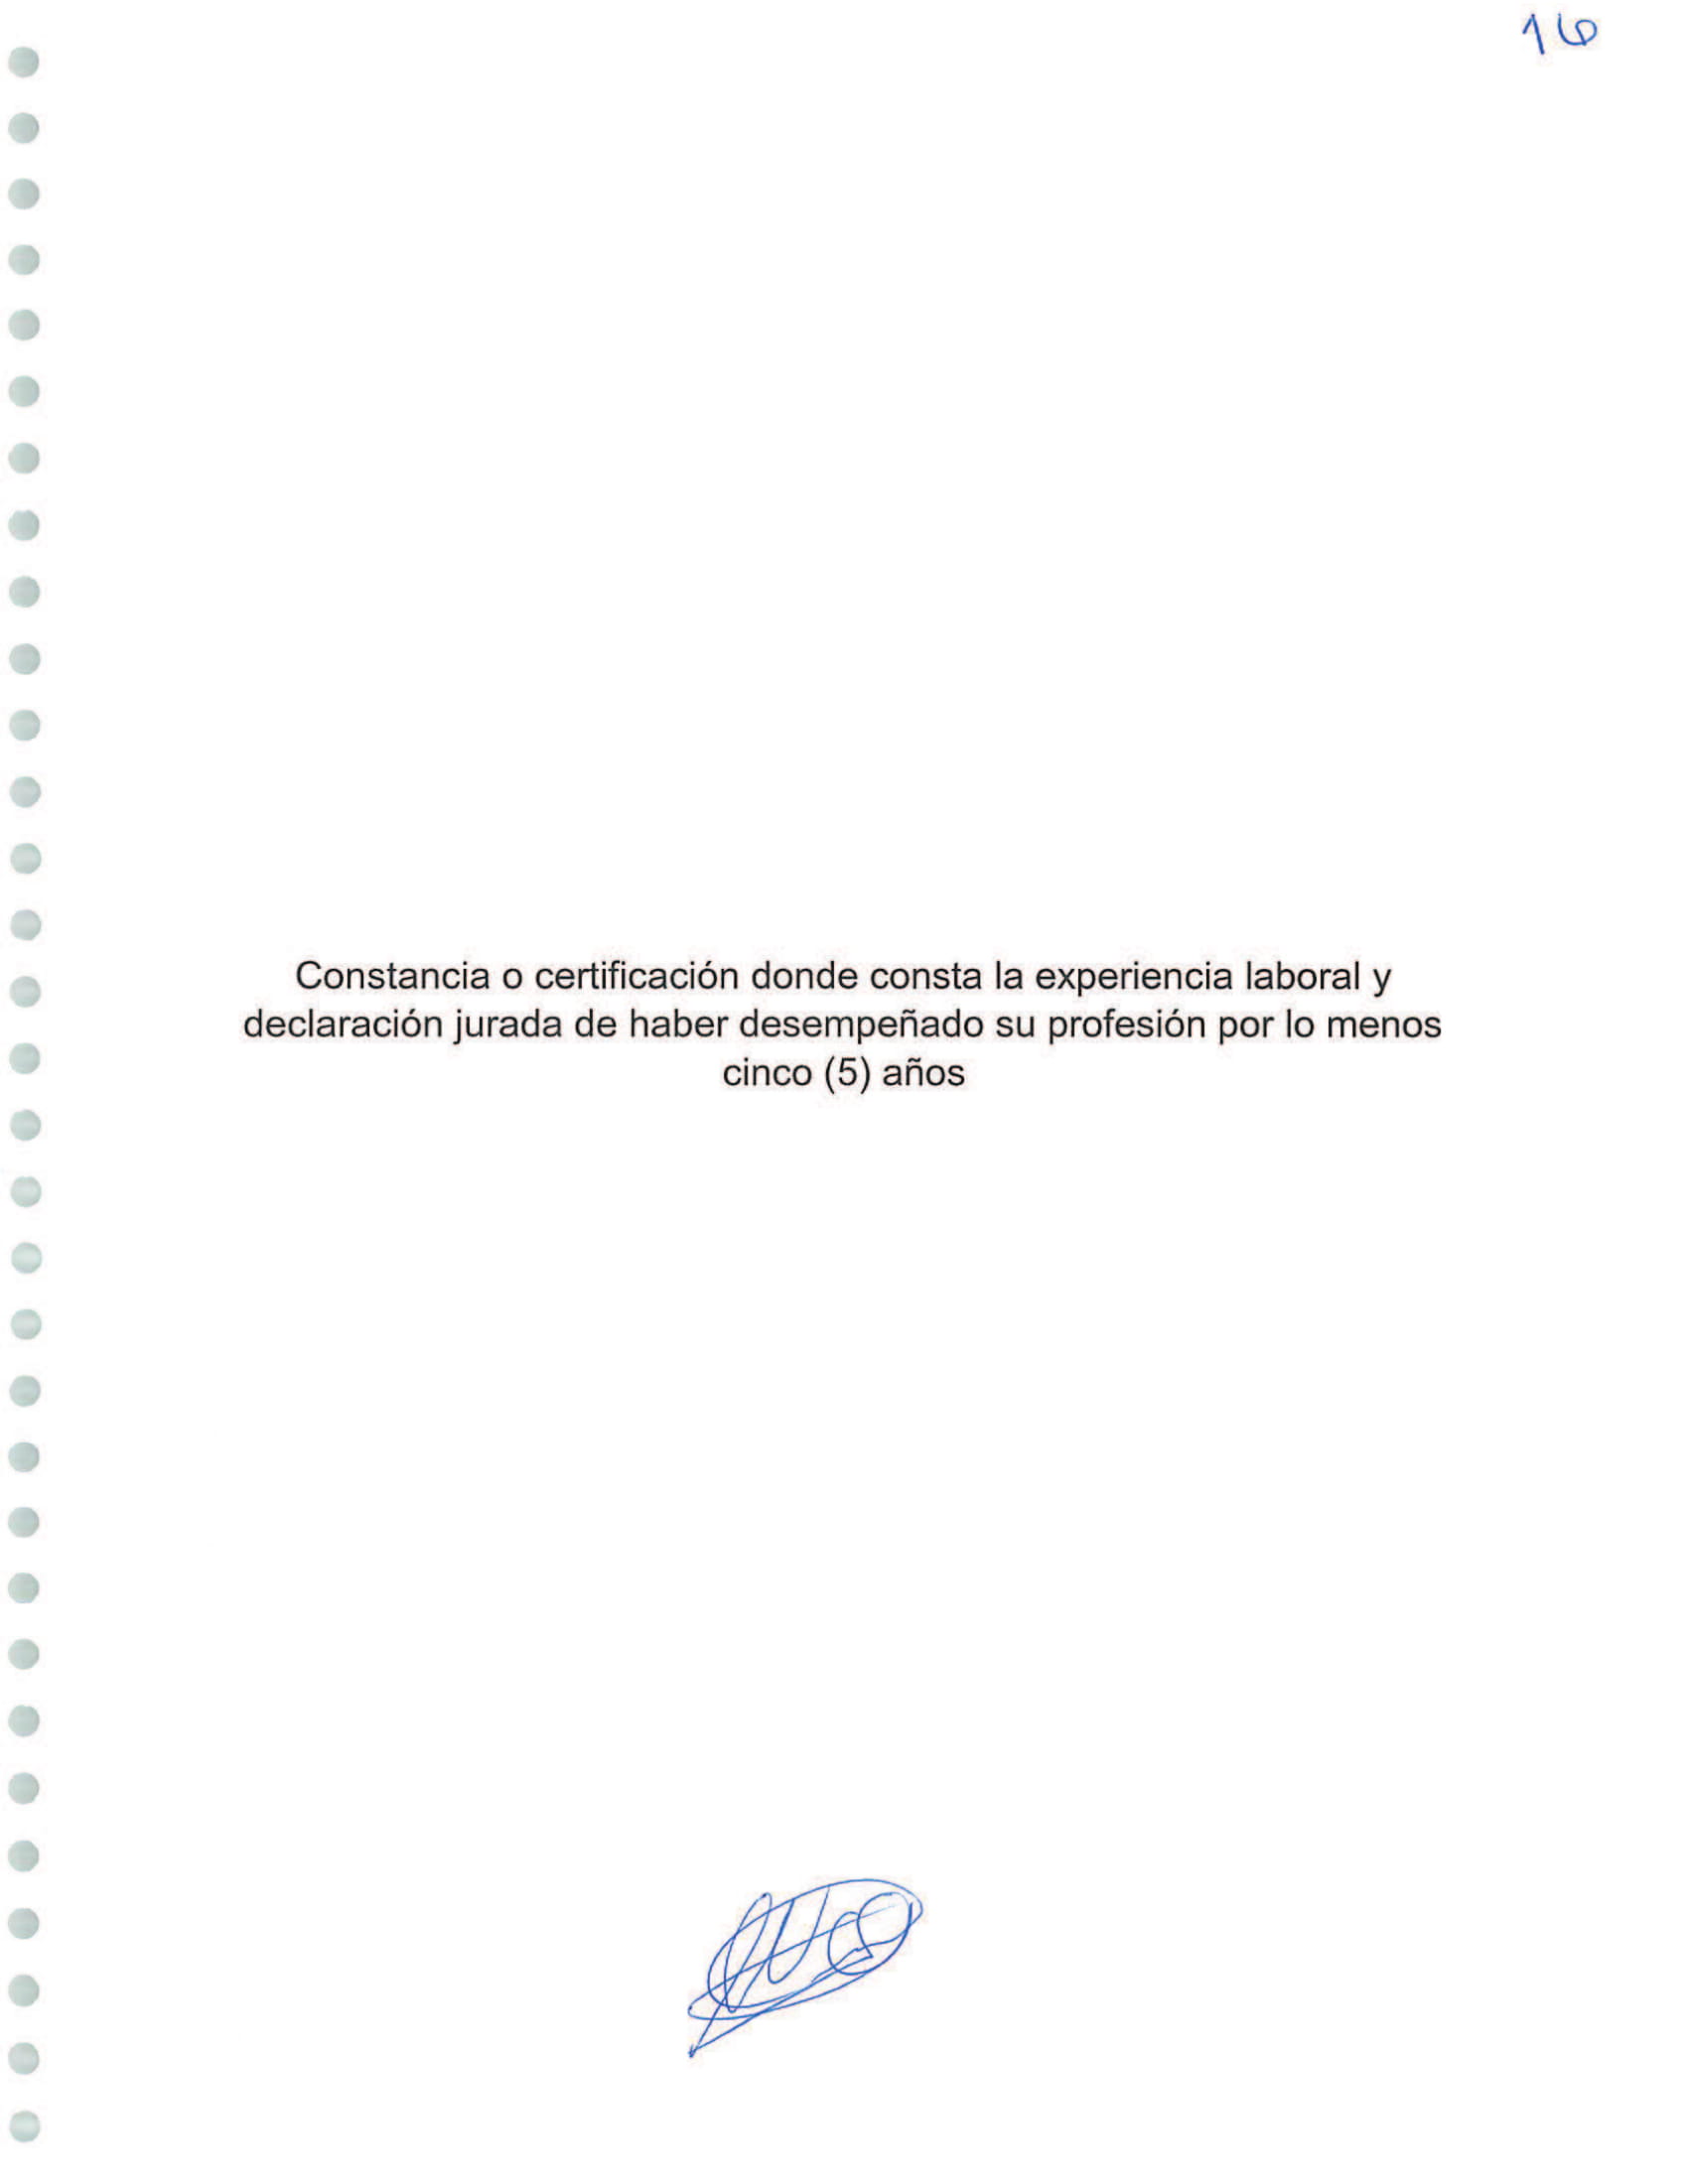 16
Constancia o certificación donde consta la experiencia laboral y
declaración jurada de haber desempeñado su profesión por lo menos
cinco (5) años